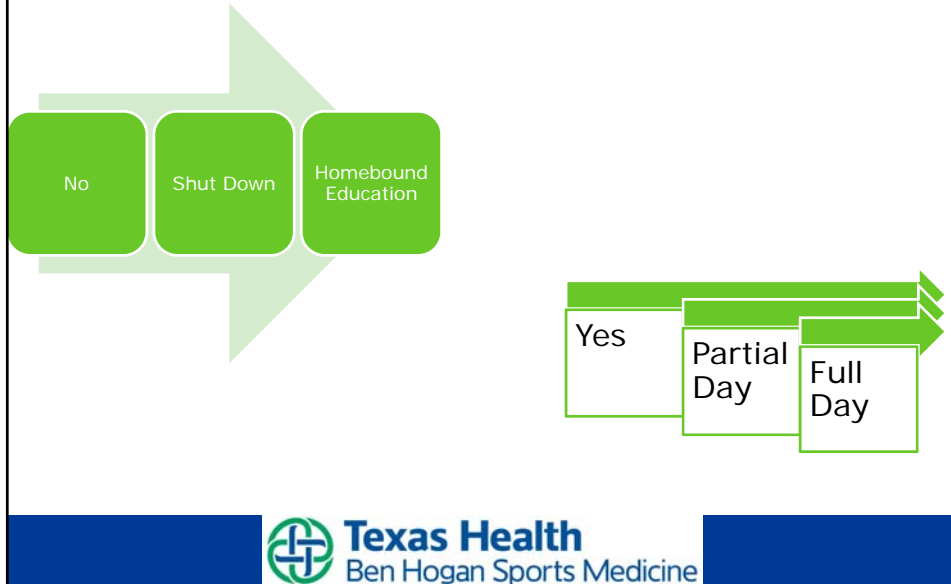 No
Shut Down
Homebound
Education
Yes
Partial
Day
Full
Day
Texas Health
Ben Hogan Sports Medicine